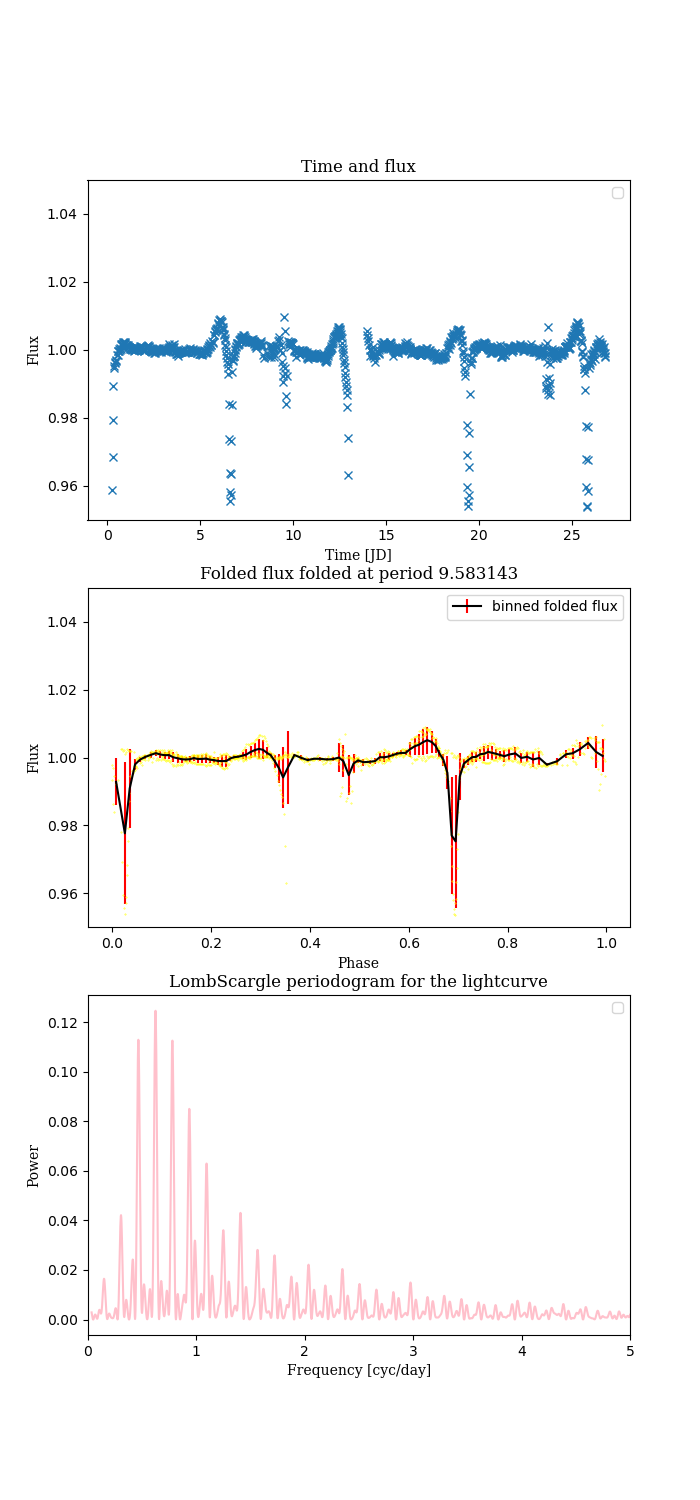 Time and flux
1.04
1.02
1.00
0.98
0.96
Flux
0 5 10 15 20 25
Time [JD]
Folded flux folded at period 9.583143
binned folded flux
1.04
1.02
1.00
0.98
0.96
Flux
0.0 0.2 0.4 0.6 0.8 1.0
Phase
LombScargle periodogram for the lightcurve
0.12
0.10
0.08
0.06
0.04
0.02
0.00
Power
0 1 2 3 4 5
Frequency [cyc/day]